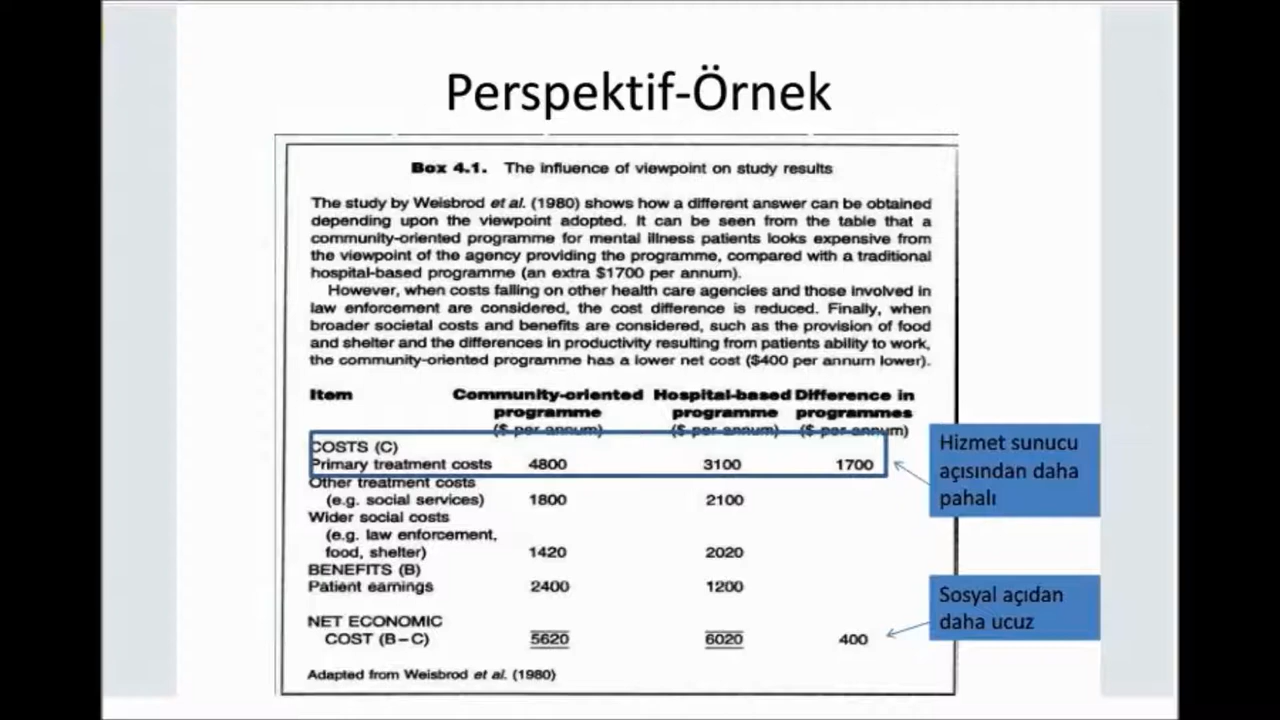 Perspektif-Örnek
Box 4.1. The influence of viewpoint on study results
The study by Weisbrod et al. (1980) shows how a different answer can be obtained
depending upon the viewpoint adopted. It can be seen from the table that a
community-oriented programme for mental illness patients looks expensive from
the viewpoint of the agency providing the programme, compared with a traditional
hospital-based programme (an extra $1700 per annum).
However, when costs falling on other health care agencies and those involved in
law enforcement are considered, the cost difference is reduced. Finally, when
broader societal costs and benefits are considered, such as the provision of food
and shelter and the differences in productivity resulting from patients ability to work,
the community-oriented programme has a lower net cost ($400 per annum lower).
Item Community-oriented Hospital-based Difference in
programme programme programmes
($ per annum) ($ per annum) ($ per annum)
COSTS (C)
Primary treatment costs 4800 3100 1700
Other treatment costs
(e.g. social services) 1800 2100
Wider social costs
(e.g. law enforcement,
food, shelter) 1420 2020
BENEFITS (B)
Patient earnings 2400 1200
NET ECONOMIC
COST (B–C) 5620 6020 400
Adapted from Weisbrod et al. (1980)
Hizmet sunucu
açısından daha
pahalı
Sosyal açıdan
daha ucuz